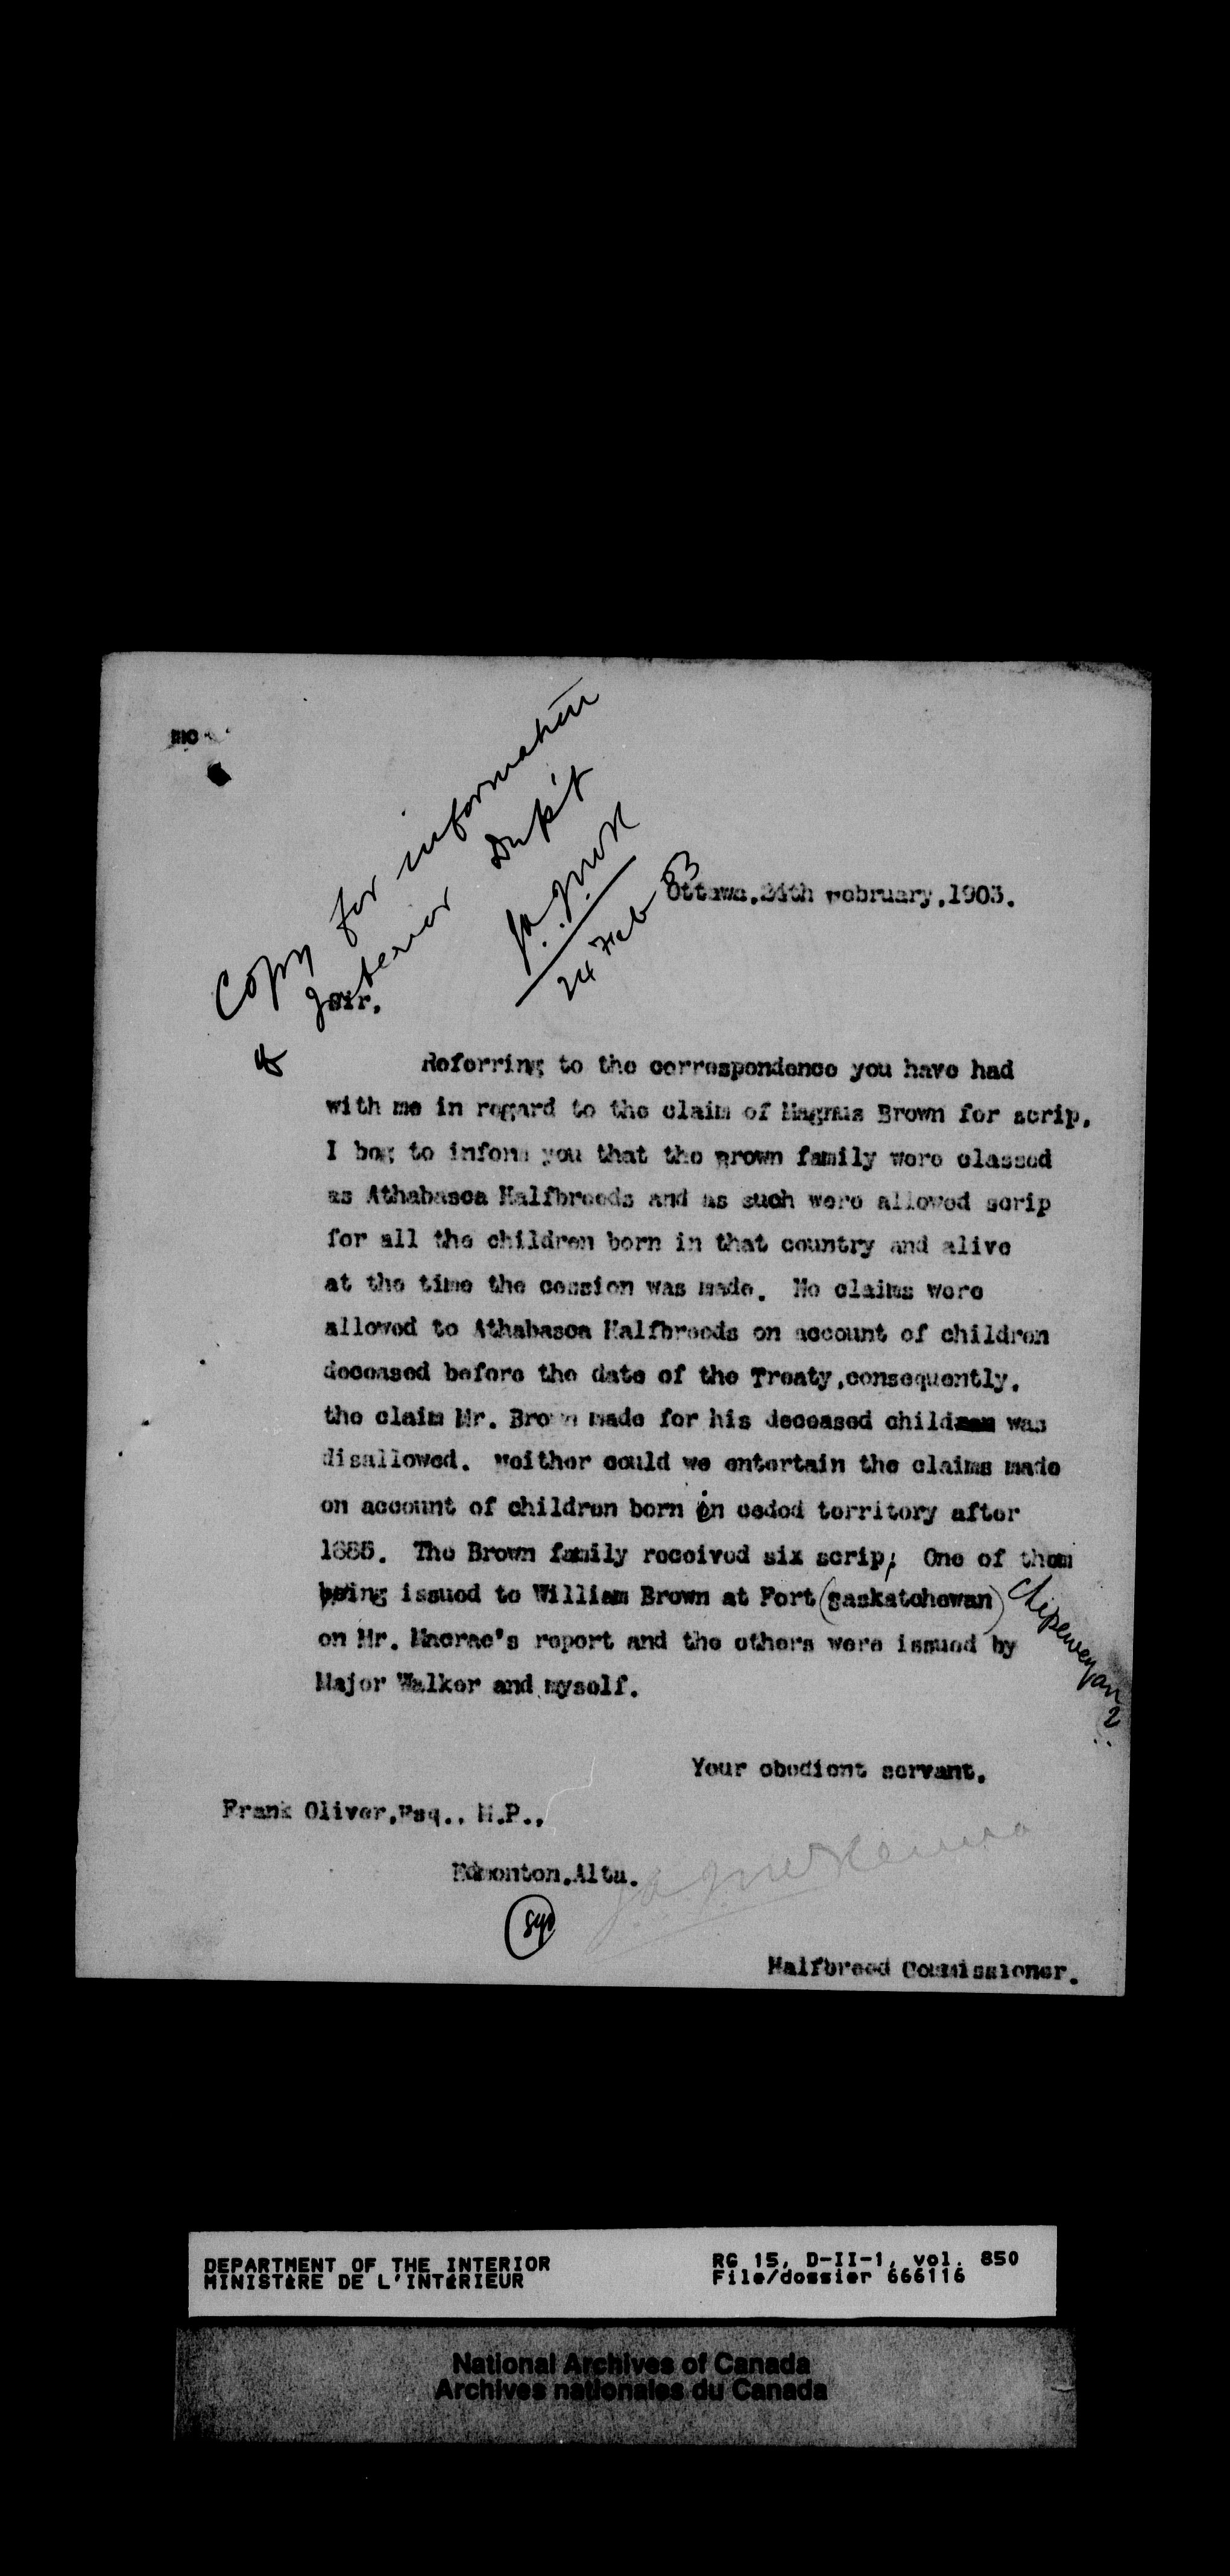 Copy for information
of Interior Dep't
J.A.J. McK
24 Feb 03
Ottawa, 24th February, 1903.
Sir,
Referring to the correspondence you have had
with me in regard to the claim of Magnus Brown for scrip,
I beg to inform you that the Brown family were classed
as Athabasca Halfbreeds and as such were allowed scrip
for all the children born in that country and alive
at the time the cession was made. No claims were
allowed to Athabasca Halfbreeds on account of children
deceased before the date of the Treaty, consequently,
the claim Mr. Brown made for his deceased children was
disallowed. Neither could we entertain the claims made
on account of children born in ceded territory after
1885. The Brown family received six scrip; One of them
being issued to William Brown at Fort (Saskatchewan) Chipeweyan?
on Mr. Macrae's report and the others were issued by
Major Walker and myself.
Your obedient servant,
Frank Oliver, Esq., M.P.,
Edmonton, Alta.
J.A.J. McKenna
Halfbreed Commissioner.
DEPARTMENT OF THE INTERIOR
MINISTÈRE DE L'INTÉRIEUR
RG 15, D-II-1, vol. 850
File/dossier 666116
National Archives of Canada
Archives nationales du Canada